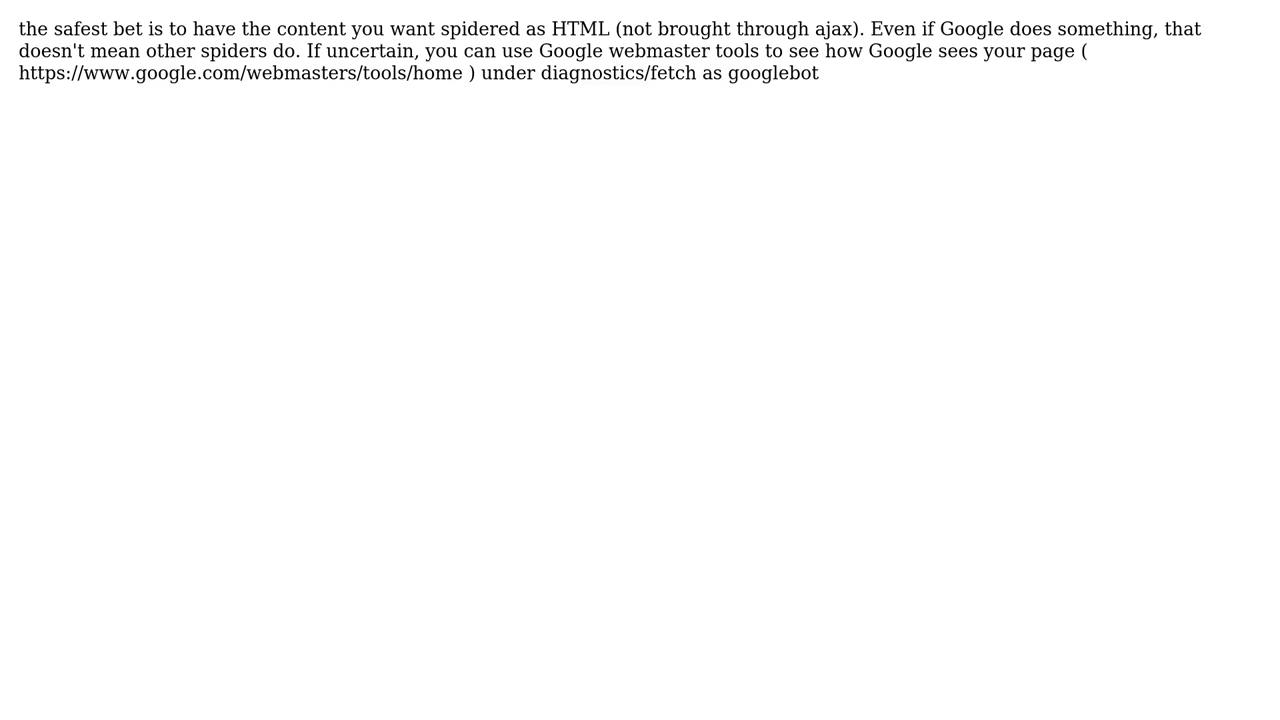 the safest bet is to have the content you want spidered as HTML (not brought through ajax). Even if Google does something, that
doesn't mean other spiders do. If uncertain, you can use Google webmaster tools to see how Google sees your page (
https://www.google.com/webmasters/tools/home ) under diagnostics/fetch as googlebot